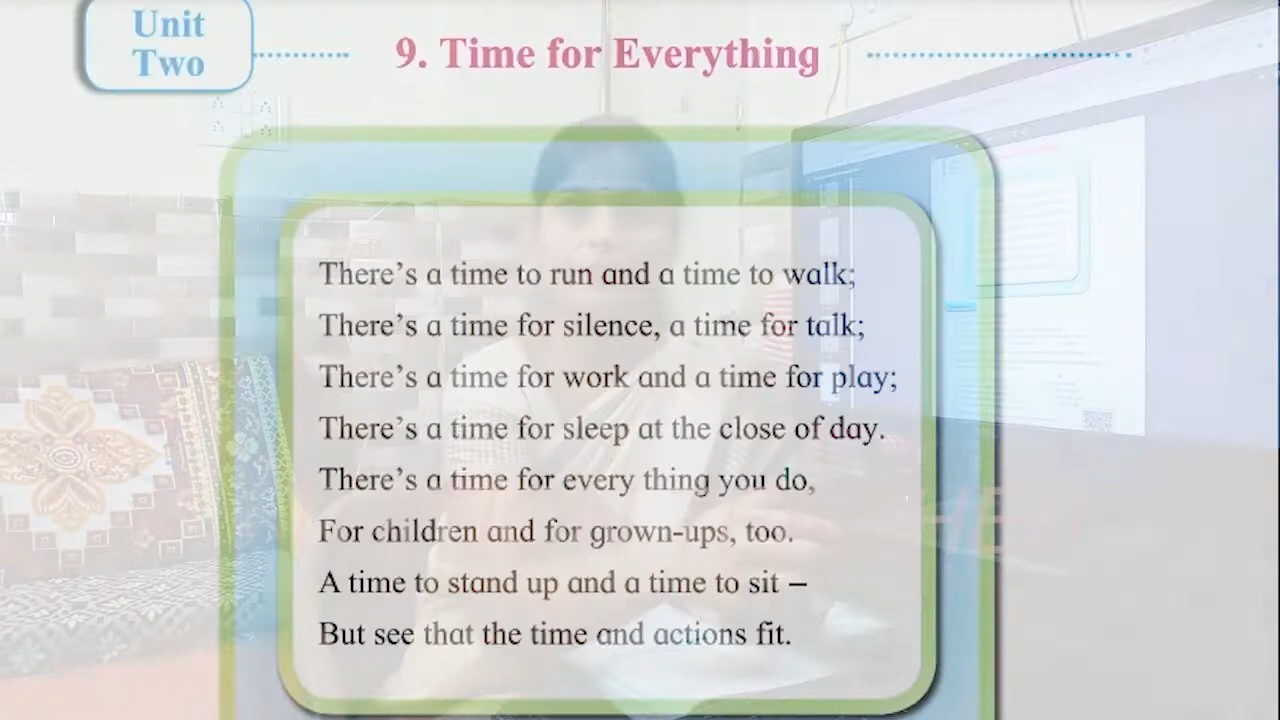 Unit
Two
9. Time for Everything
There's a time to run and a time to walk;
There's a time for silence, a time for talk;
There's a time for work and a time for play;
There's a time for sleep at the close of day.
There's a time for every thing you do,
For children and for grown-ups, too.
A time to stand up and a time to sit –
But see that the time and actions fit.